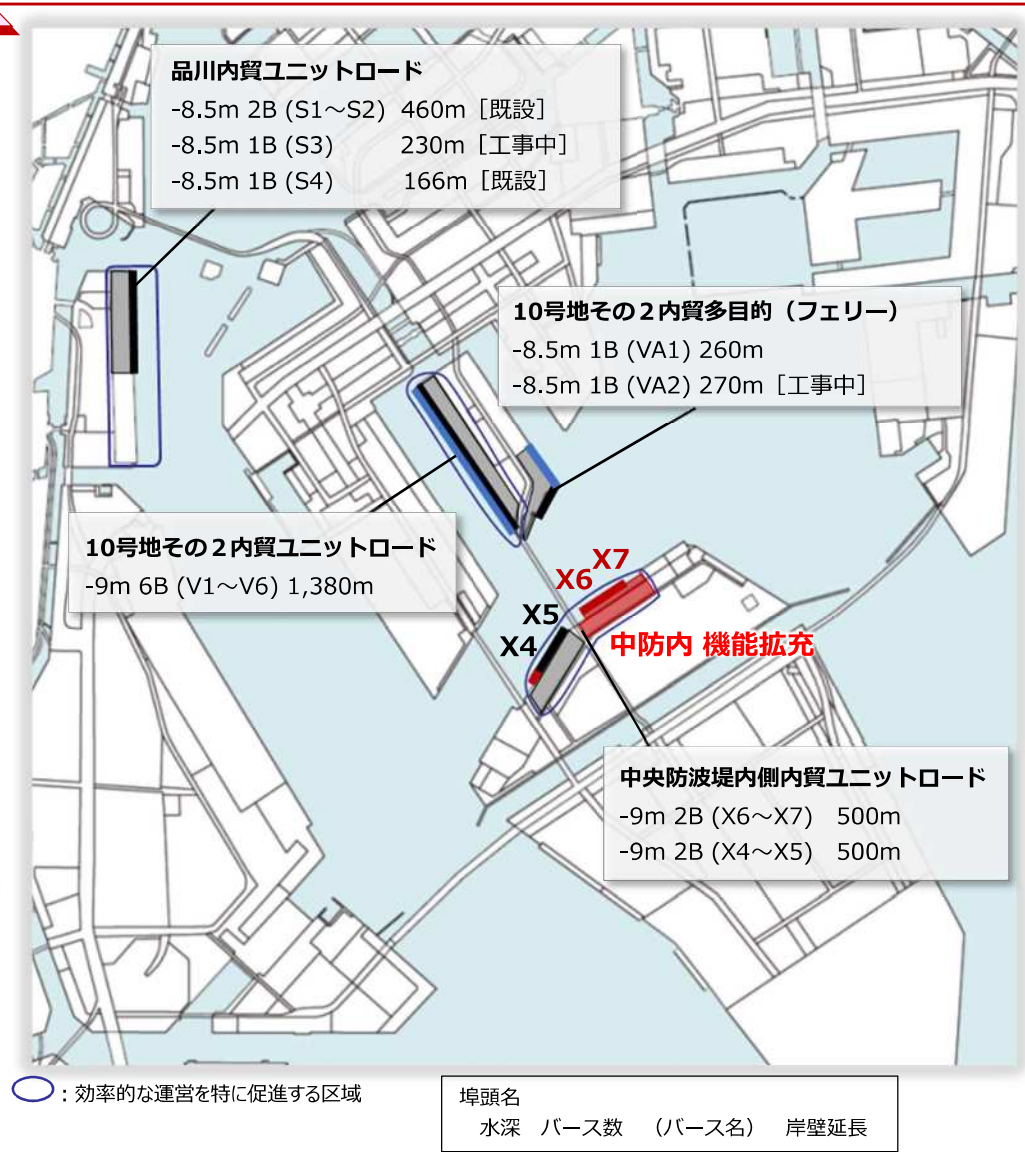 品川内貿ユニットロード
-8.5m 2B (S1～S2) 460m［既設］
-8.5m 1B (S3) 230m［工事中］
-8.5m 1B (S4) 166m［既設］
10号地その２内貿多目的（フェリー）
-8.5m 1B (VA1) 260m
-8.5m 1B (VA2) 270m［工事中］
10号地その２内貿ユニットロード
-9m 6B (V1～V6) 1,380m
X7
X6
X5
X4
中防内 機能拡充
中央防波堤内側内貿ユニットロード
-9m 2B (X6～X7) 500m
-9m 2B (X4～X5) 500m
：効率的な運営を特に促進する区域
埠頭名
水深 バース数 （バース名） 岸壁延長